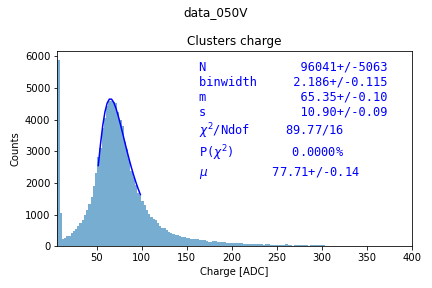 data_050V
Clusters charge
N 96041+/-5063
binwidth 2.186+/-0.115
m 65.35+/-0.10
s 10.90+/-0.09
χ²/Ndof 89.77/16
P(χ²) 0.0000%
μ 77.71+/-0.14
6000
5000
4000
3000
2000
1000
0
Counts
50 100 150 200 250 300 350 400
Charge [ADC]